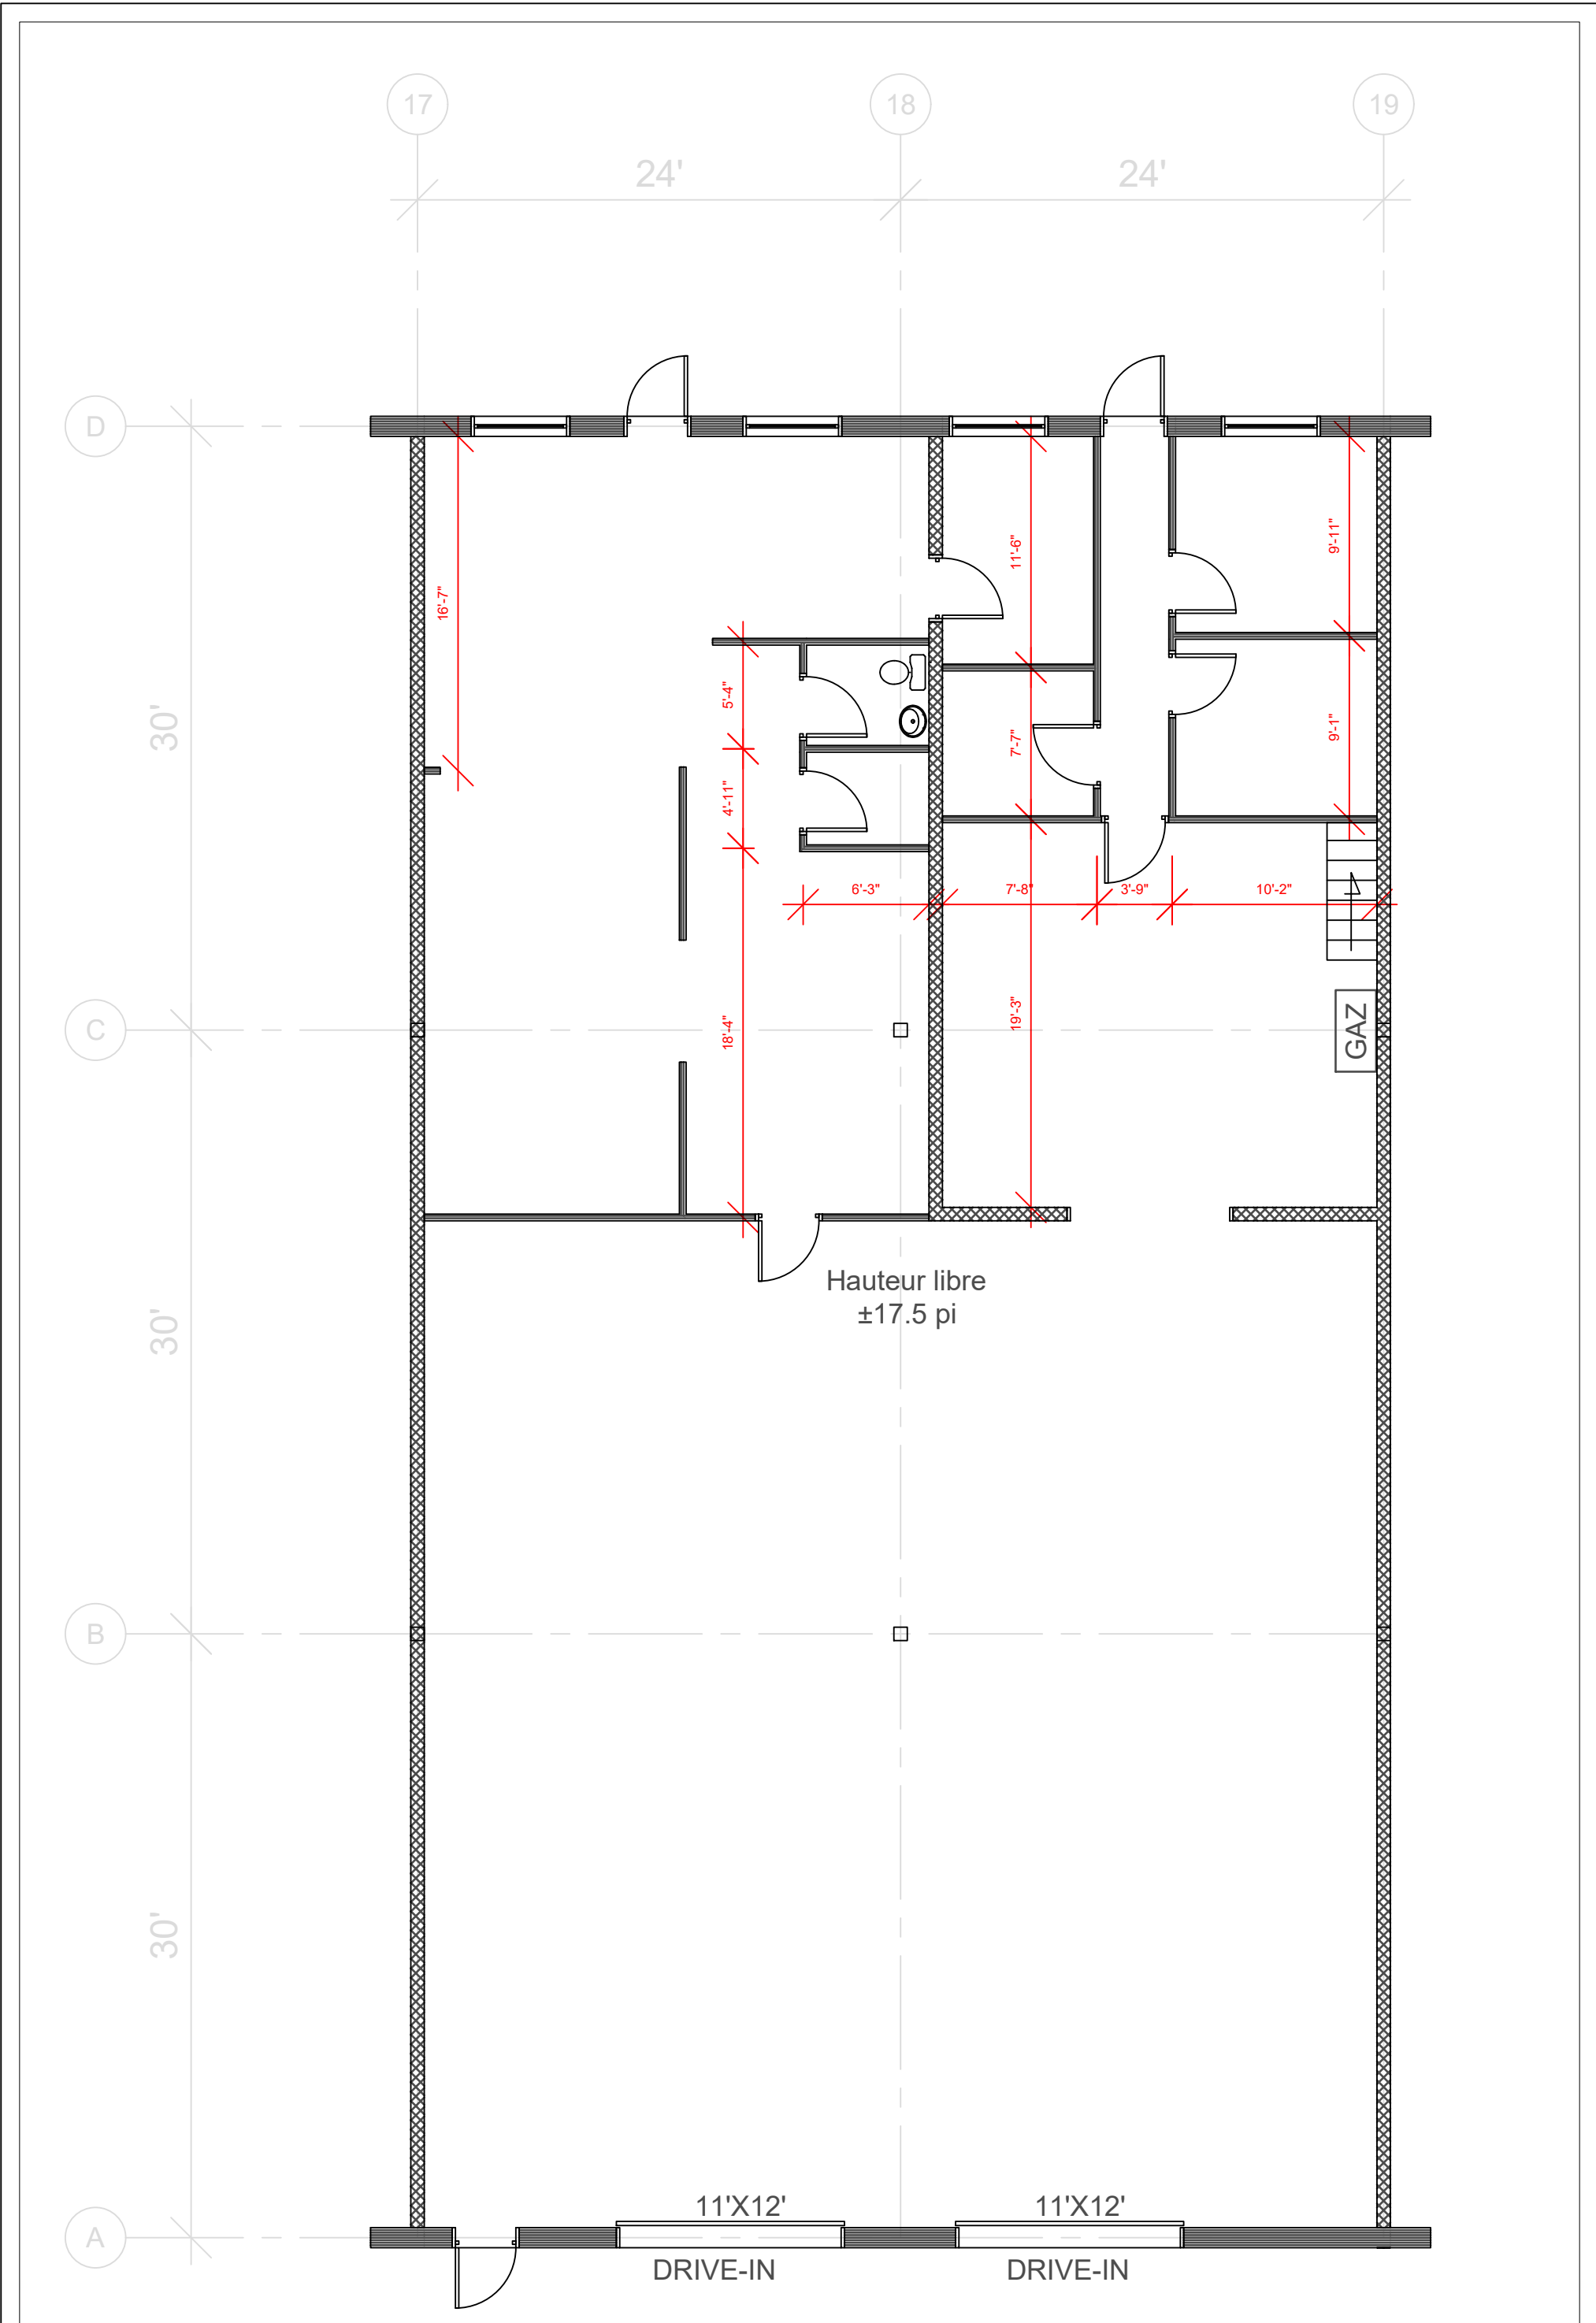 17
18
19
24'
24'
D
11'-6"
9'-11"
16'-7"
5'-4"
30'
7'-7"
9'-1"
4'-11"
6'-3"
7'-8"
3'-9"
10'-2"
19'-3"
18'-4"
C
GAZ
Hauteur libre
±17.5 pi
30'
B
30'
11'X12'
11'X12'
A
DRIVE-IN
DRIVE-IN